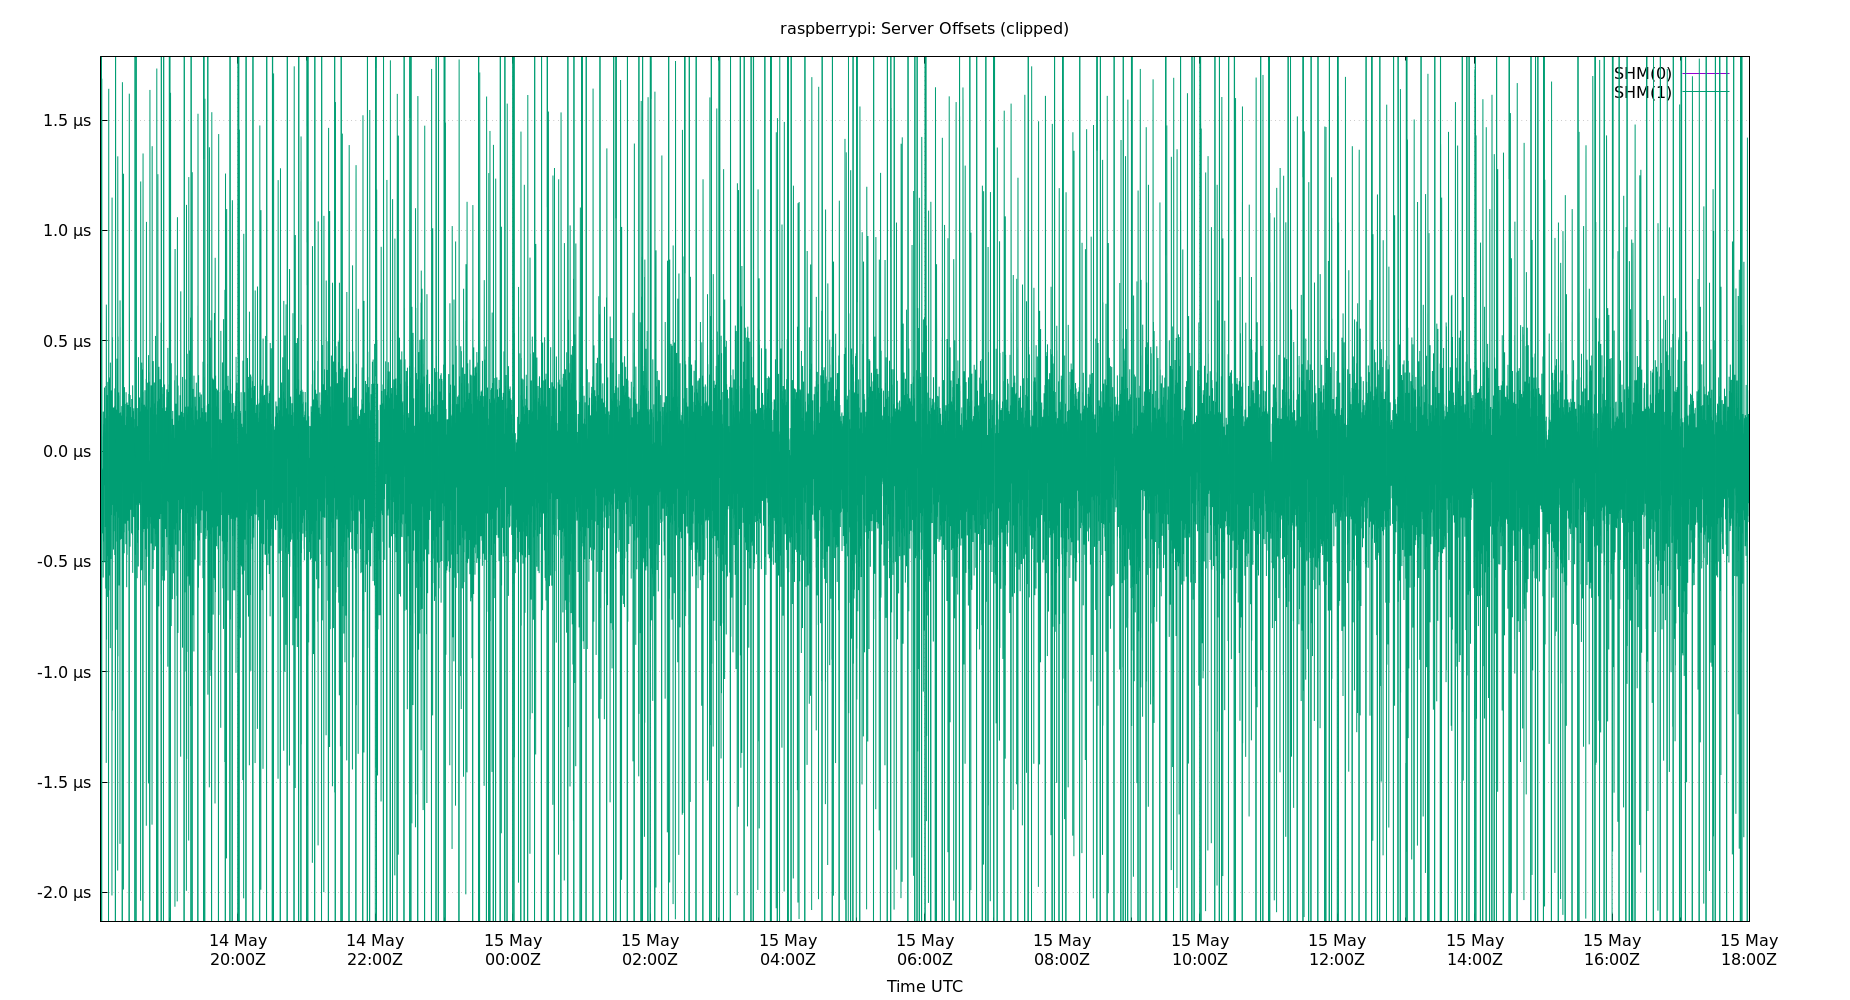 raspberrypi: Server Offsets (clipped)
SHM(0)
SHM(1)
1.5 µs
1.0 µs
0.5 µs
0.0 µs
-0.5 µs
-1.0 µs
-1.5 µs
-2.0 µs
14 May 14 May 15 May 15 May 15 May 15 May 15 May 15 May 15 May 15 May 15 May 15 May
20:00Z 22:00Z 00:00Z 02:00Z 04:00Z 06:00Z 08:00Z 10:00Z 12:00Z 14:00Z 16:00Z 18:00Z
Time UTC